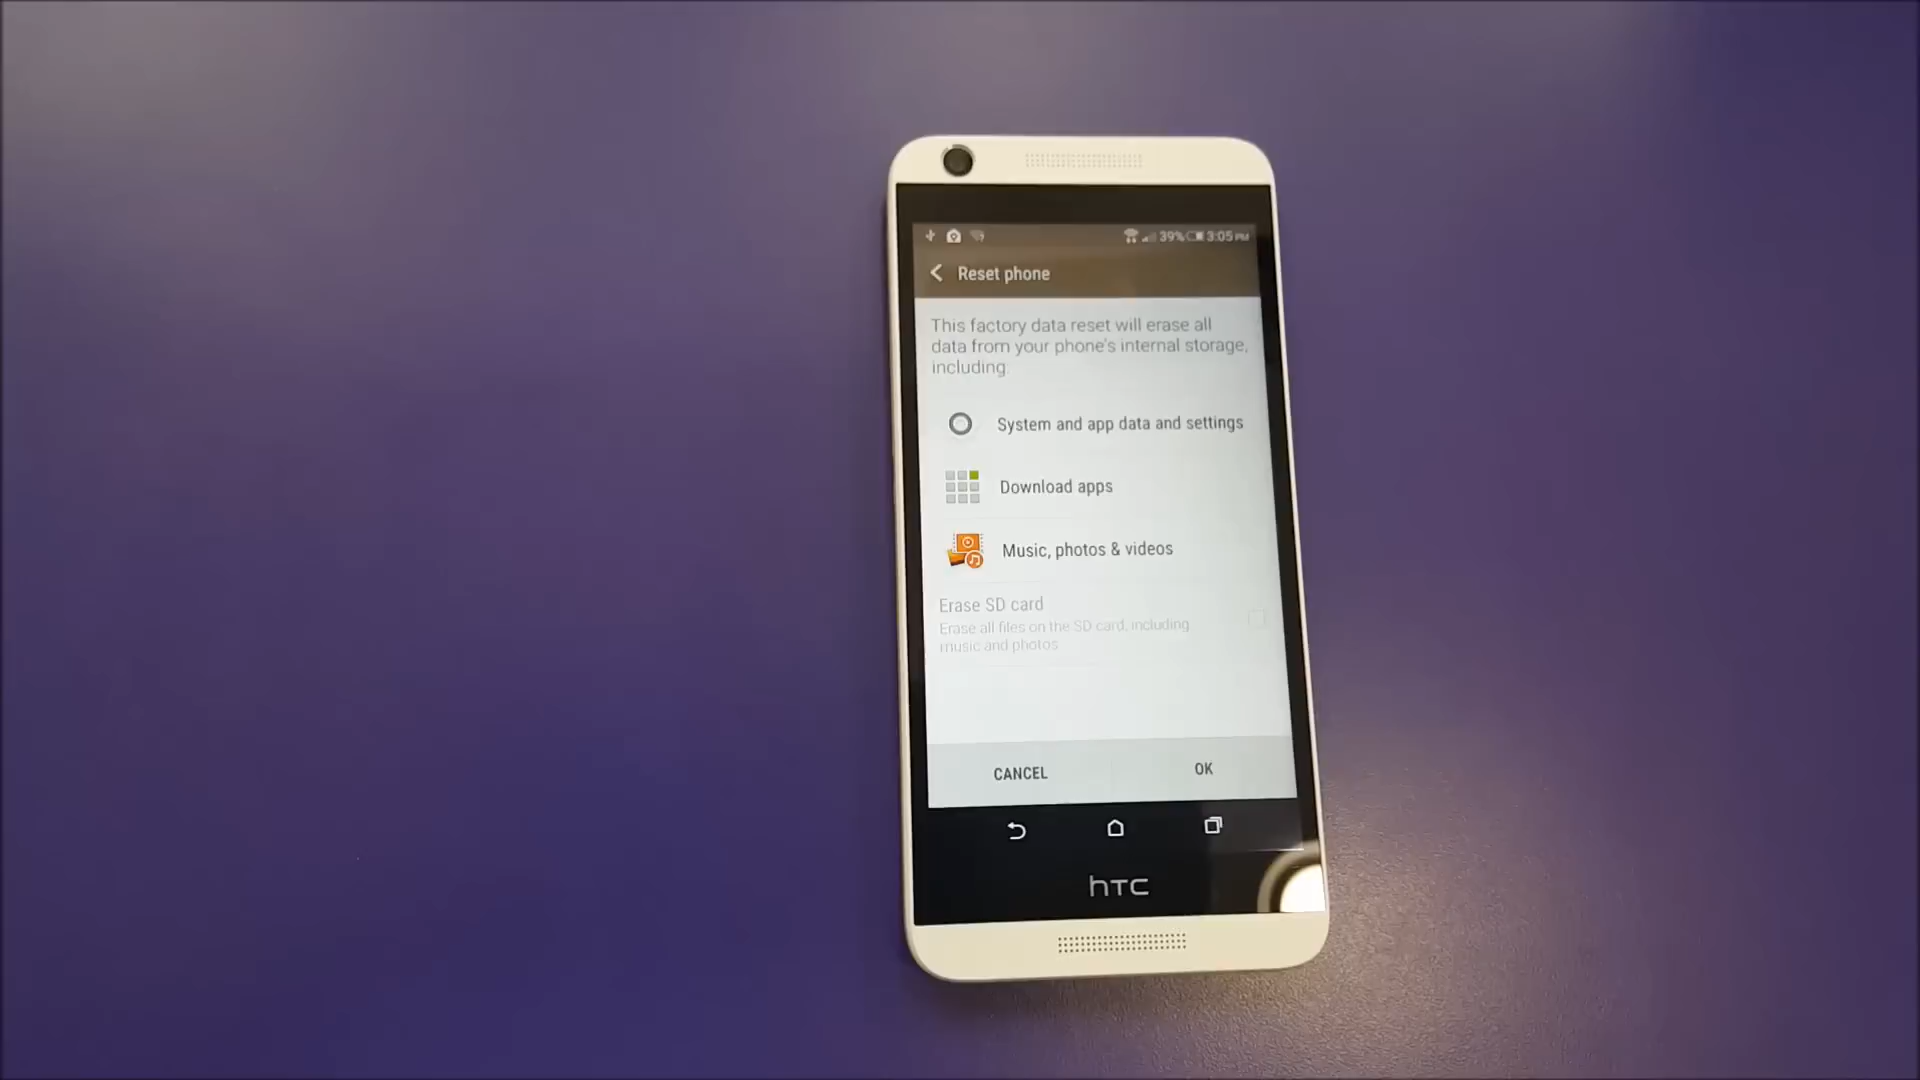 39% 3:05 PM
Reset phone
This factory data reset will erase all
data from your phone's internal storage,
including:
System and app data and settings
Download apps
Music, photos & videos
Erase SD card
Erase all files on the SD card, including
music and photos
CANCEL OK
hTC